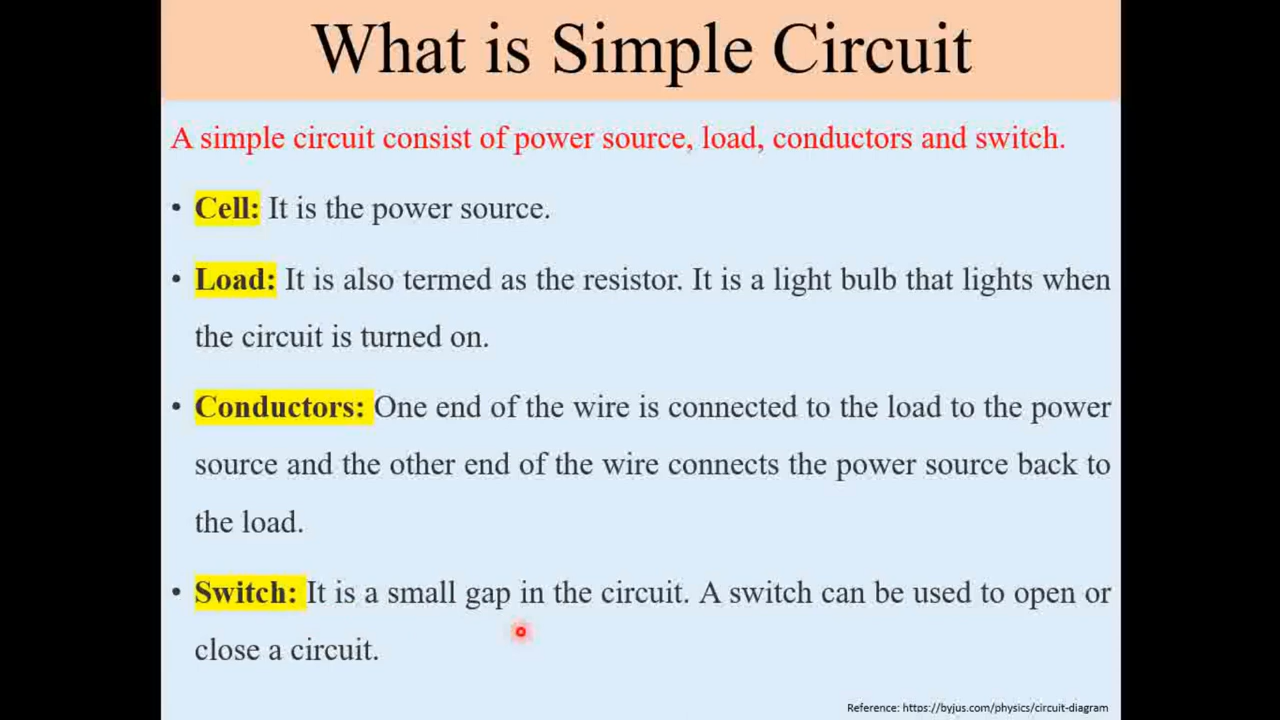 What is Simple Circuit
A simple circuit consist of power source, load, conductors and switch.
• Cell: It is the power source.
• Load: It is also termed as the resistor. It is a light bulb that lights when
the circuit is turned on.
• Conductors: One end of the wire is connected to the load to the power
source and the other end of the wire connects the power source back to
the load.
• Switch: It is a small gap in the circuit. A switch can be used to open or
close a circuit.
Reference: https://byjus.com/physics/circuit-diagram